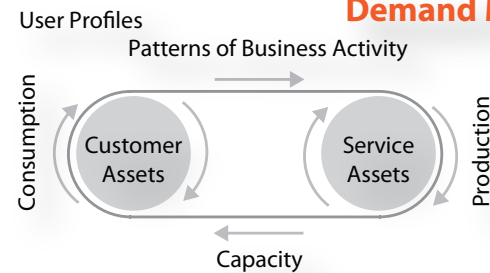 User Profiles
Demand
Patterns of Business Activity
Consumption
Customer
Assets
Service
Assets
Production
Capacity